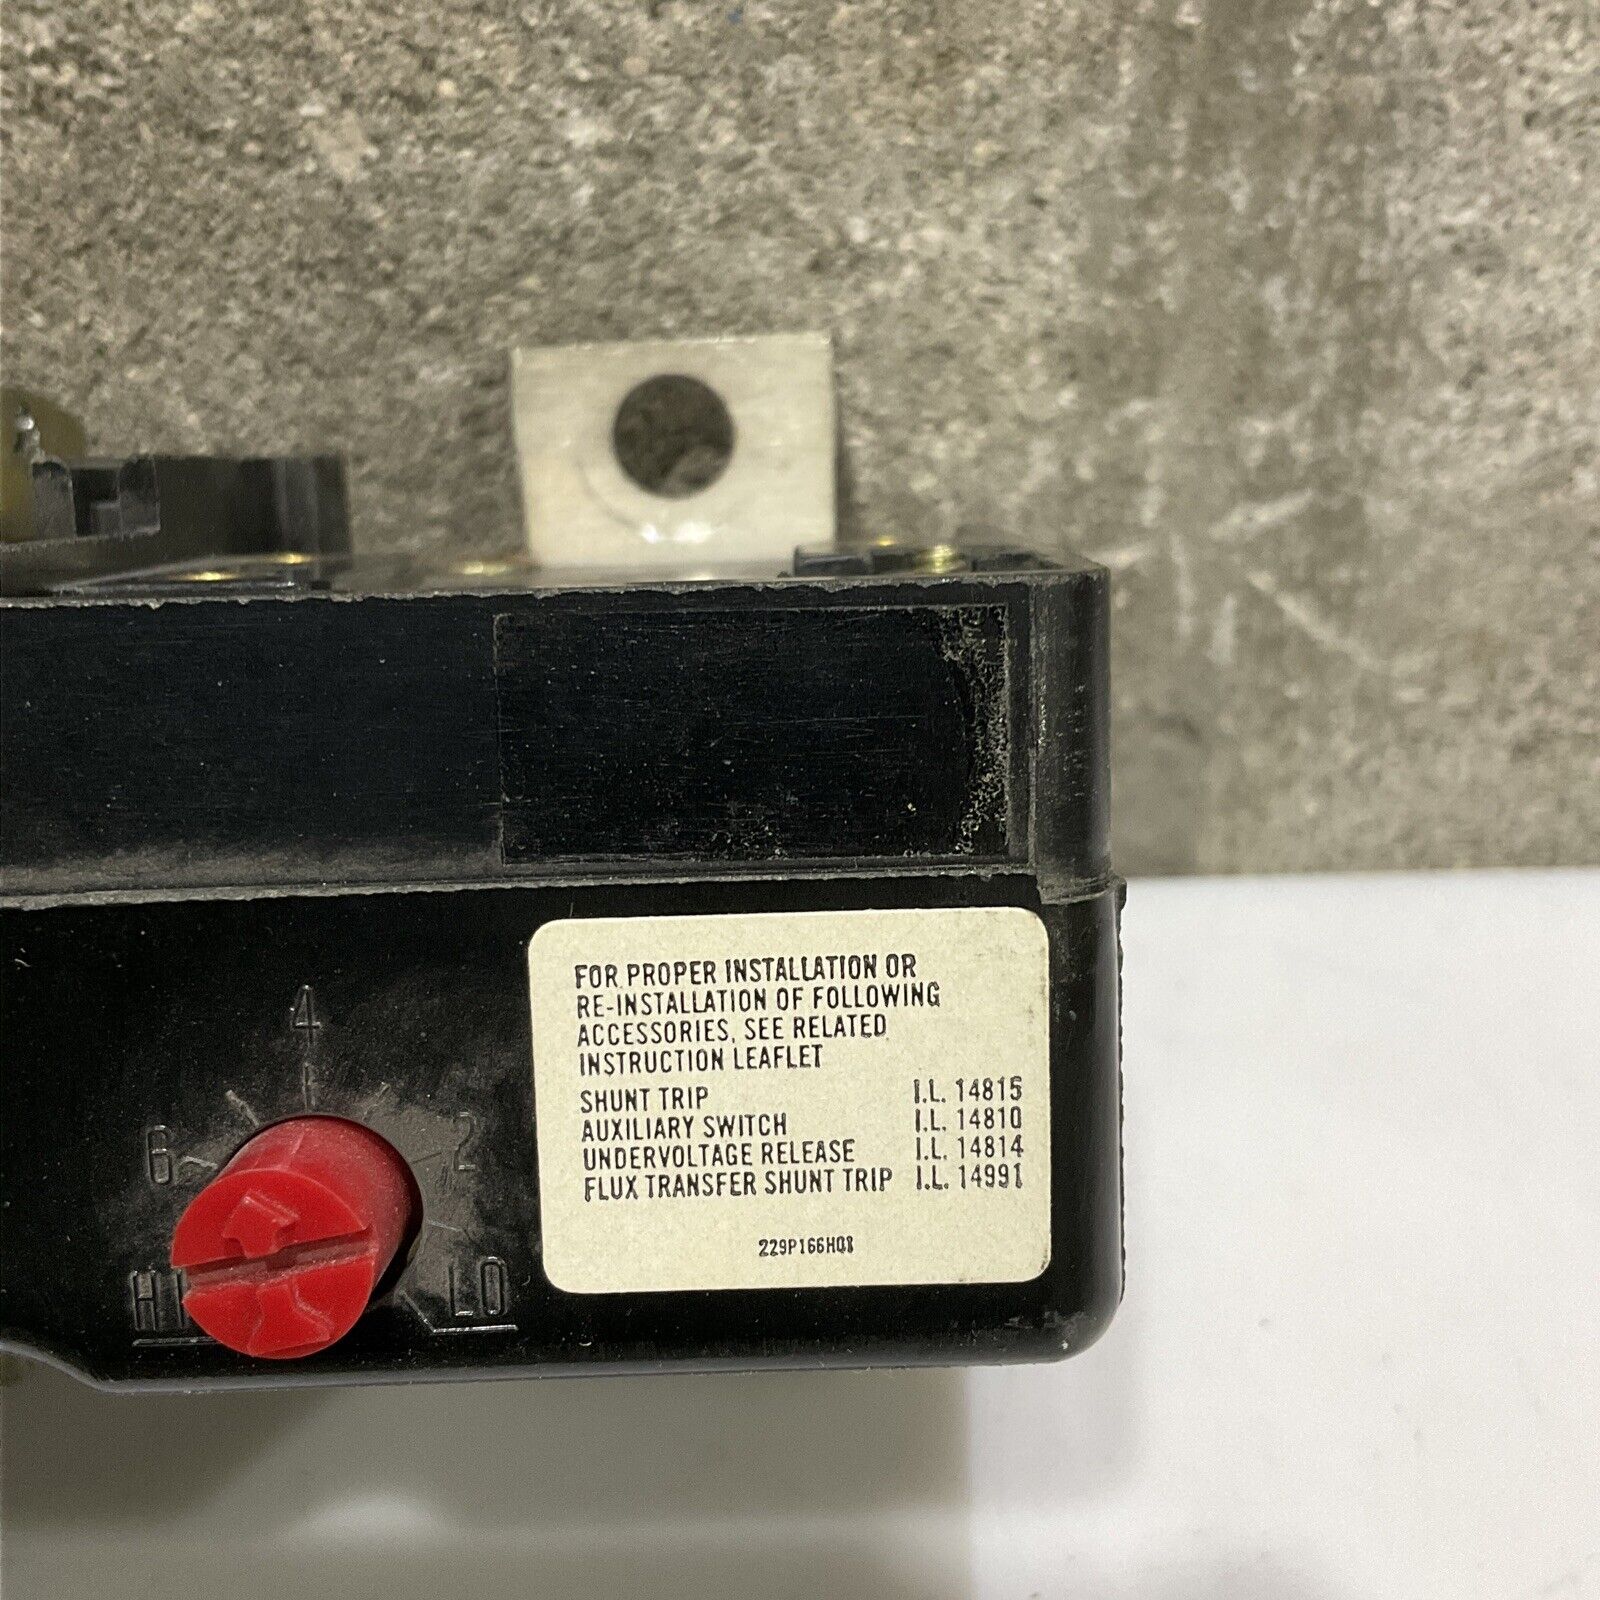 FOR PROPER INSTALLATION OR
RE-INSTALLATION OF FOLLOWING
ACCESSORIES, SEE RELATED
INSTRUCTION LEAFLET
SHUNT TRIP I.L. 14815
AUXILIARY SWITCH I.L. 14810
UNDERVOLTAGE RELEASE I.L. 14814
FLUX TRANSFER SHUNT TRIP I.L. 14991
229P166H01
4
6 2
HI LO